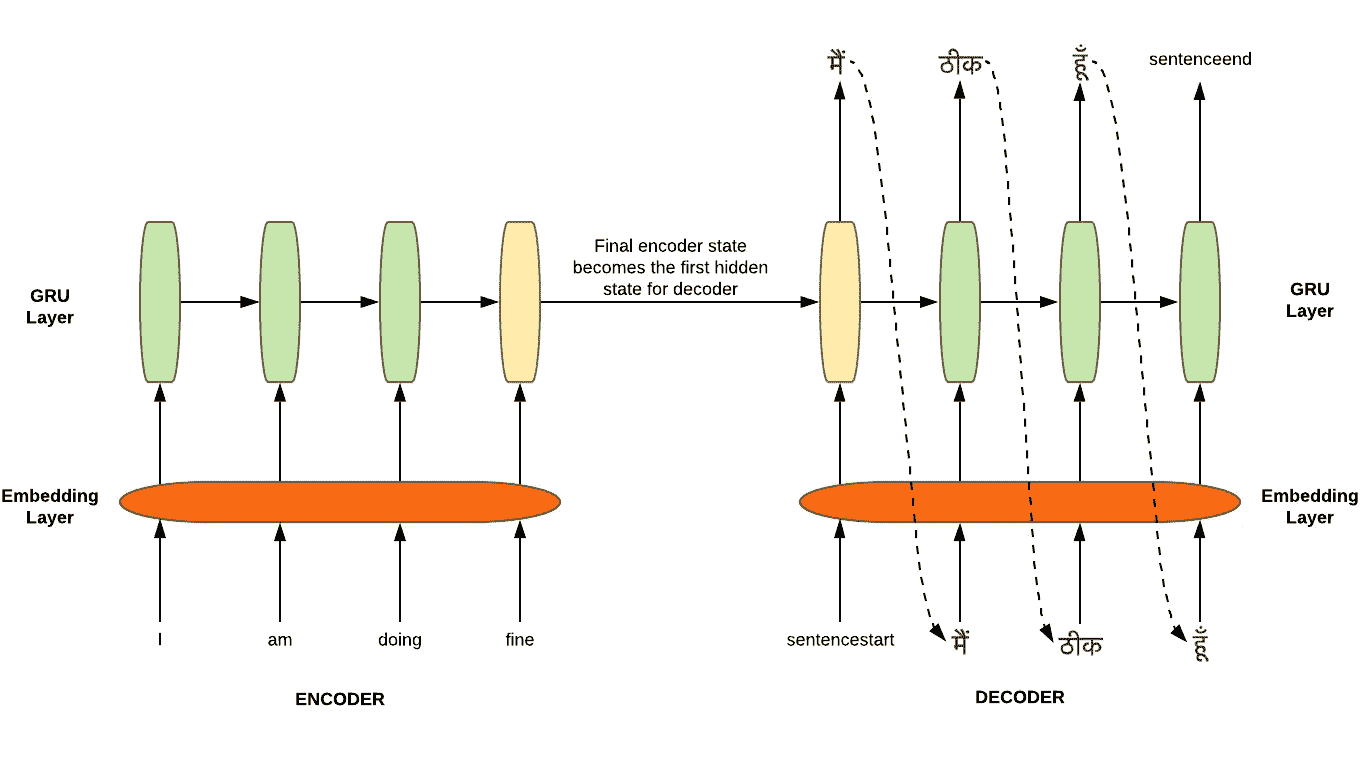 मैं ठीक हूँ sentenceend
Final encoder state
becomes the first hidden
state for decoder
GRU
Layer
GRU
Layer
Embedding
Layer
Embedding
Layer
I am doing fine
sentencestart मैं ठीक हूँ
ENCODER
DECODER